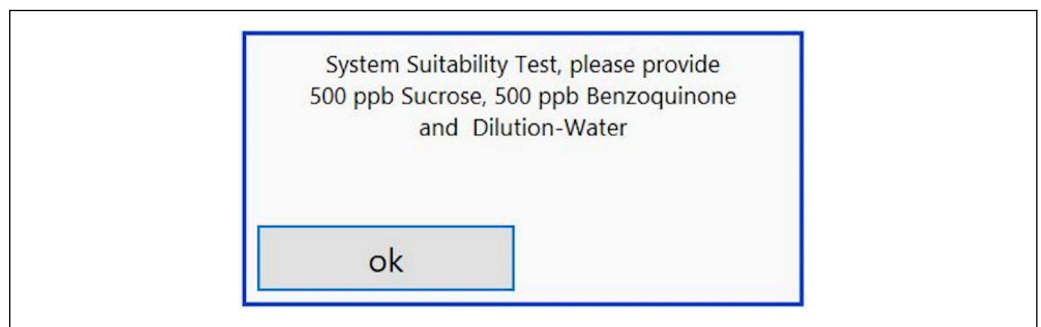 System Suitability Test, please provide
500 ppb Sucrose, 500 ppb Benzoquinone
and Dilution-Water
ok